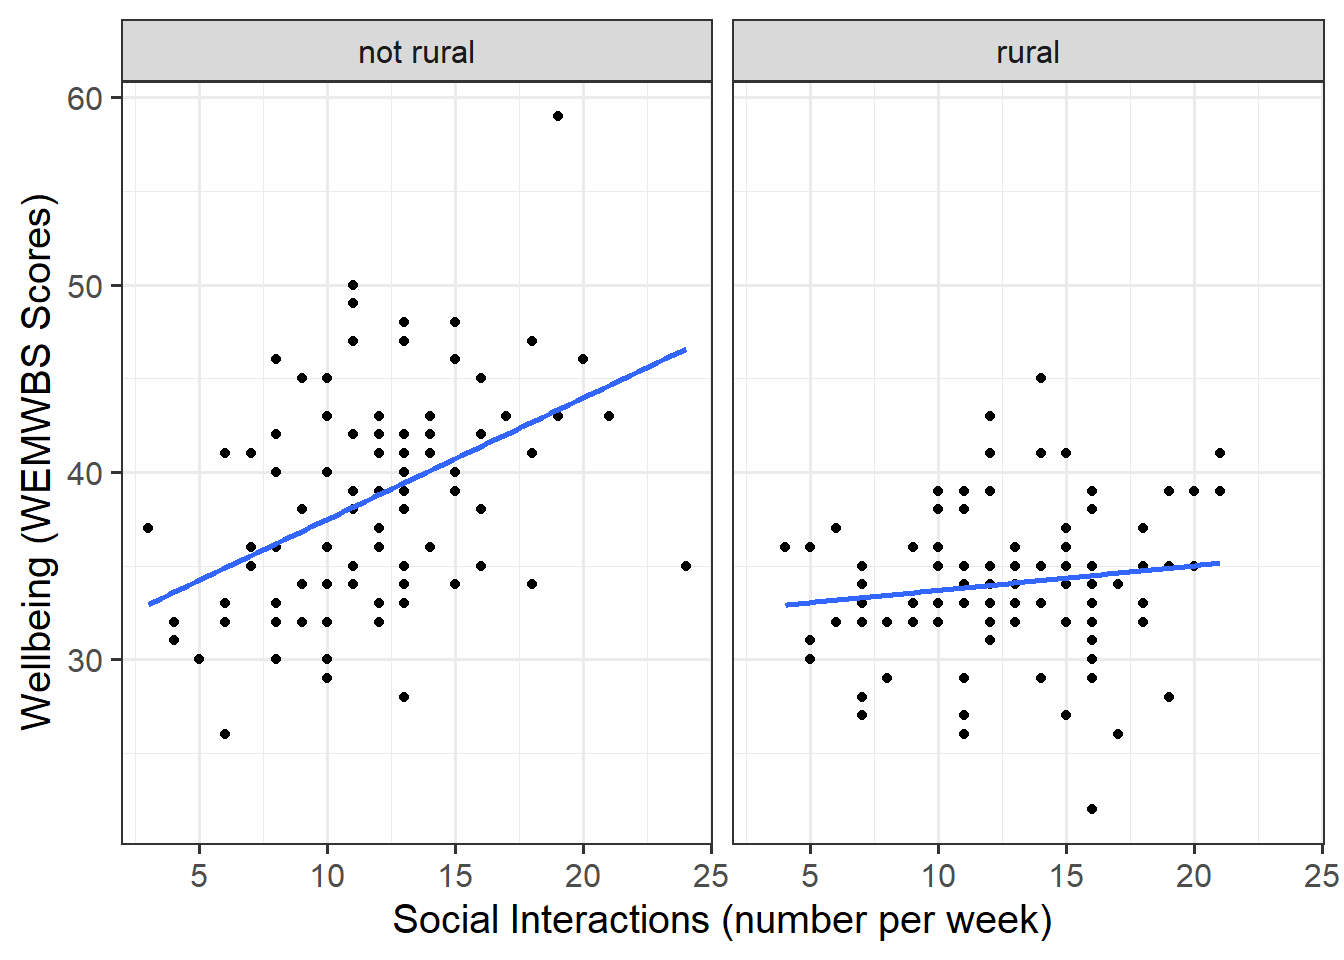 not rural
rural
Wellbeing (WEMWBS Scores)
60
50
40
30
5 10 15 20 25
5 10 15 20 25
Social Interactions (number per week)